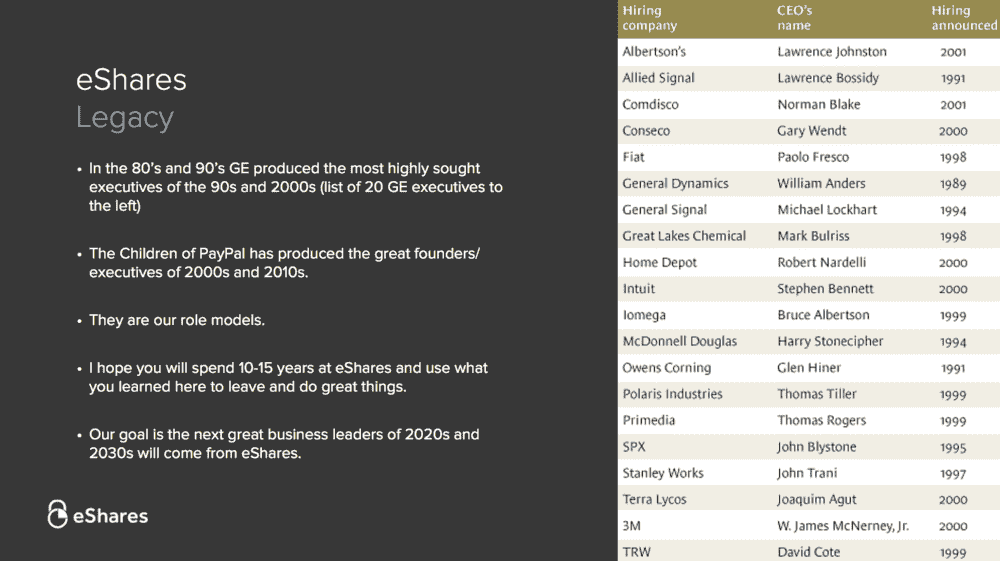 eShares
Legacy
• In the 80's and 90's GE produced the most highly sought
executives of the 90s and 2000s (list of 20 GE executives to
the left)
• The Children of PayPal has produced the great founders/
executives of 2000s and 2010s.
• They are our role models.
• I hope you will spend 10-15 years at eShares and use what
you learned here to leave and do great things.
• Our goal is the next great business leaders of 2020s and
2030s will come from eShares.
eShares
Hiring company CEO's name Hiring announced
Albertson's Lawrence Johnston 2001
Allied Signal Lawrence Bossidy 1991
Comdisco Norman Blake 2001
Conseco Gary Wendt 2000
Fiat Paolo Fresco 1998
General Dynamics William Anders 1989
General Signal Michael Lockhart 1994
Great Lakes Chemical Mark Bulriss 1998
Home Depot Robert Nardelli 2000
Intuit Stephen Bennett 2000
Iomega Bruce Albertson 1999
McDonnell Douglas Harry Stonecipher 1994
Owens Corning Glen Hiner 1991
Polaris Industries Thomas Tiller 1999
Primedia Thomas Rogers 1999
SPX John Blystone 1995
Stanley Works John Trani 1997
Terra Lycos Joaquim Agut 2000
3M W. James McNerney, Jr. 2000
TRW David Cote 1999